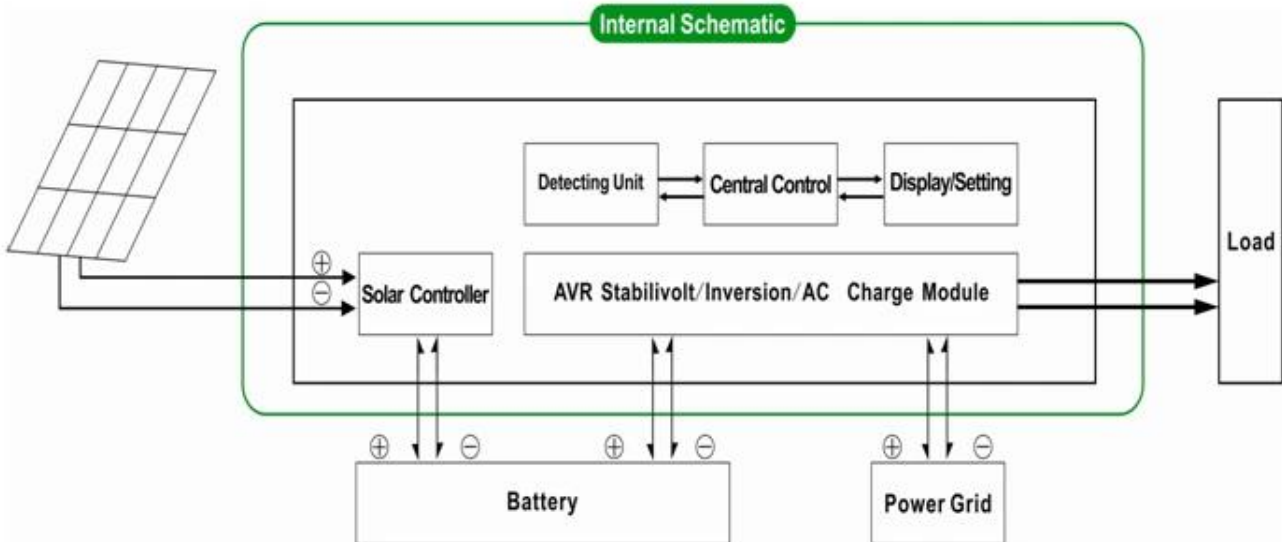 Internal Schematic
Detecting Unit
Central Control
Display/Setting
Load
⊕
⊖
Solar Controller
AVR Stabilivolt/Inversion/AC Charge Module
⊕ ⊖ ⊕ ⊖ ⊕ ⊖
Battery
Power Grid